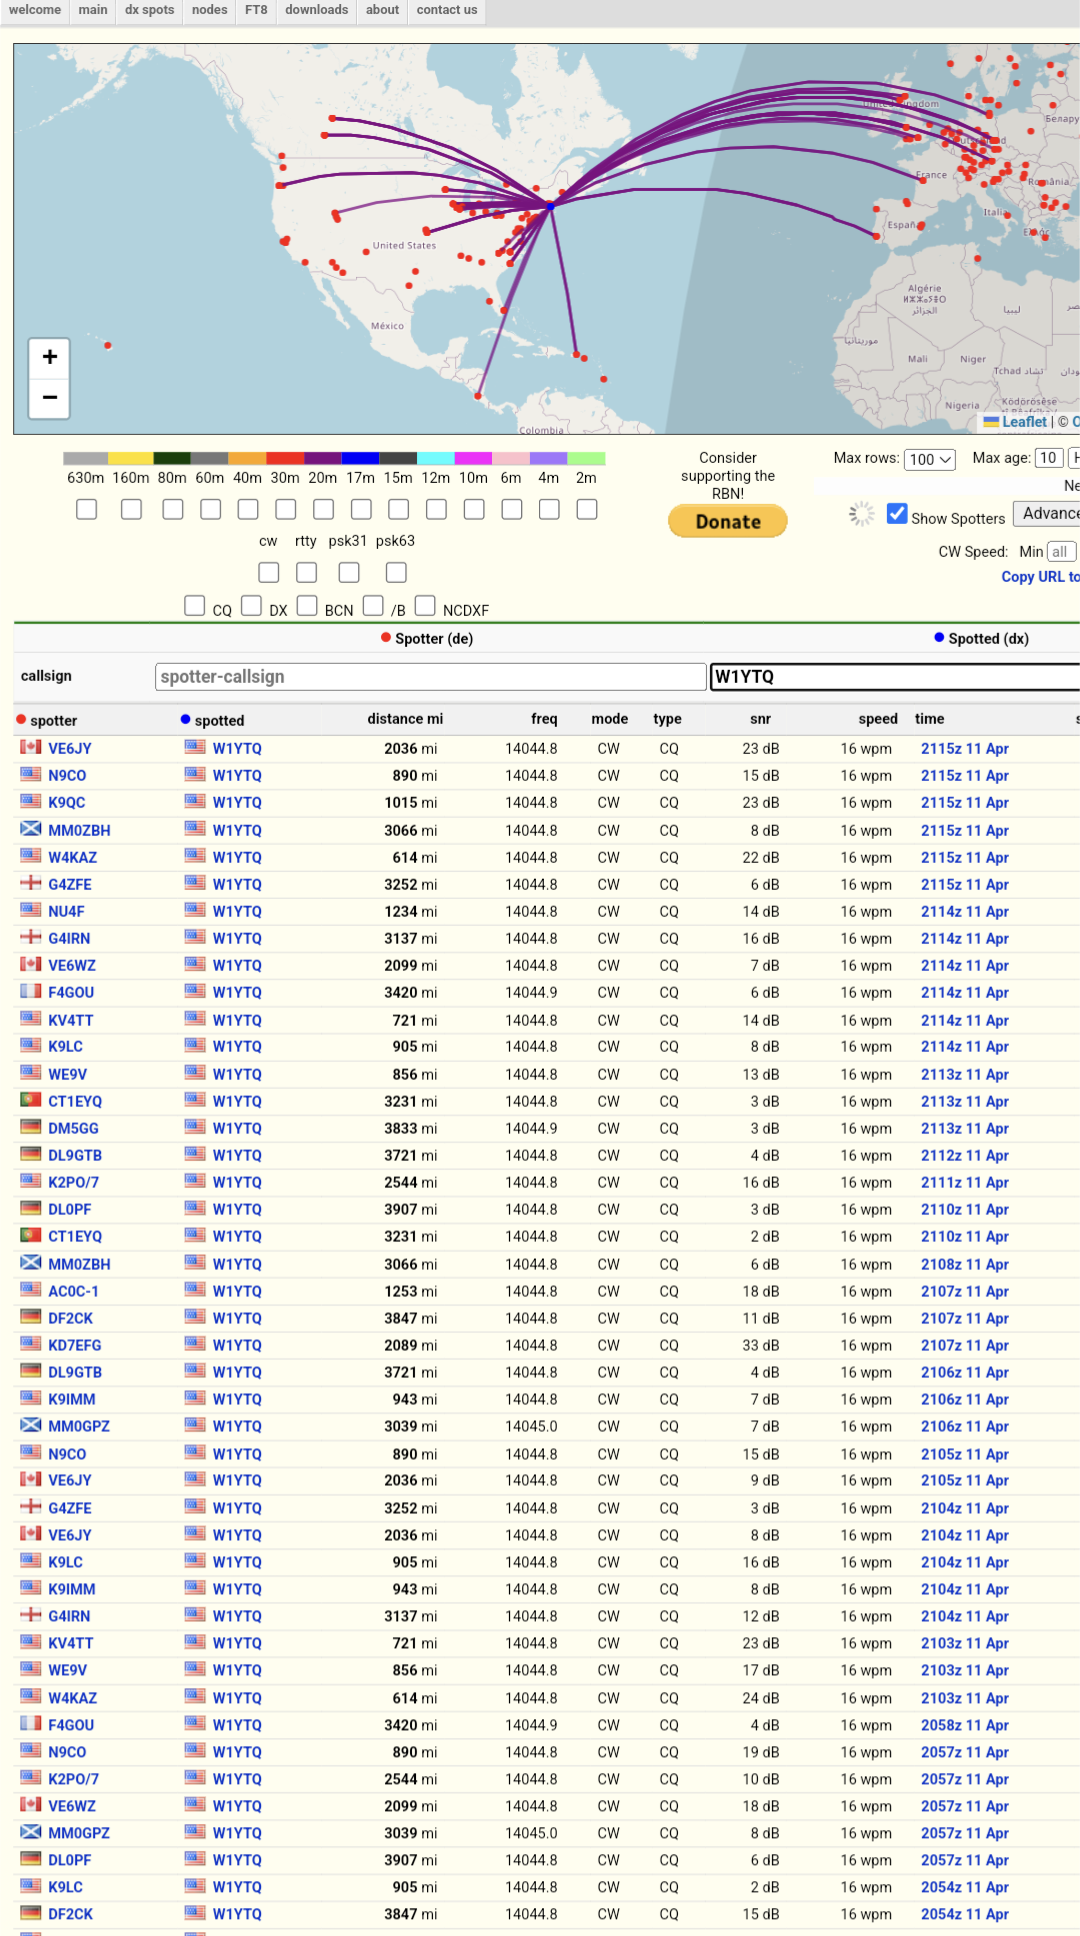 welcome main dx spots nodes FT8 downloads about contact us
United Kingdom
Беларусь
Deutschland
France
România
Italia
España
United States
Algérie
ⵍⵣⵣⴰⵢⴻⵔ
الجزائر
ليبيا
México
موريتانيا
Mali Niger
Tchad تشاد
Nigeria
Ködörösêse
Colombia
+
−
Leaflet | © O
630m 160m 80m 60m 40m 30m 20m 17m 15m 12m 10m 6m 4m 2m
cw rtty psk31 psk63
CQ DX BCN /B NCDXF
Consider
supporting the
RBN!
Donate
Max rows: 100 Max age: 10 H
Ne
Show Spotters Advance
CW Speed: Min all
Copy URL to
Spotter (de) Spotted (dx)
callsign spotter-callsign W1YTQ
spotter spotted distance mi freq mode type snr speed time s
VE6JY W1YTQ 2036 mi 14044.8 CW CQ 23 dB 16 wpm 2115z 11 Apr
N9CO W1YTQ 890 mi 14044.8 CW CQ 15 dB 16 wpm 2115z 11 Apr
K9QC W1YTQ 1015 mi 14044.8 CW CQ 23 dB 16 wpm 2115z 11 Apr
MM0ZBH W1YTQ 3066 mi 14044.8 CW CQ 8 dB 16 wpm 2115z 11 Apr
W4KAZ W1YTQ 614 mi 14044.8 CW CQ 22 dB 16 wpm 2115z 11 Apr
G4ZFE W1YTQ 3252 mi 14044.8 CW CQ 6 dB 16 wpm 2115z 11 Apr
NU4F W1YTQ 1234 mi 14044.8 CW CQ 14 dB 16 wpm 2114z 11 Apr
G4IRN W1YTQ 3137 mi 14044.8 CW CQ 16 dB 16 wpm 2114z 11 Apr
VE6WZ W1YTQ 2099 mi 14044.8 CW CQ 7 dB 16 wpm 2114z 11 Apr
F4GOU W1YTQ 3420 mi 14044.9 CW CQ 6 dB 16 wpm 2114z 11 Apr
KV4TT W1YTQ 721 mi 14044.8 CW CQ 14 dB 16 wpm 2114z 11 Apr
K9LC W1YTQ 905 mi 14044.8 CW CQ 8 dB 16 wpm 2114z 11 Apr
WE9V W1YTQ 856 mi 14044.8 CW CQ 13 dB 16 wpm 2113z 11 Apr
CT1EYQ W1YTQ 3231 mi 14044.8 CW CQ 3 dB 16 wpm 2113z 11 Apr
DM5GG W1YTQ 3833 mi 14044.9 CW CQ 3 dB 16 wpm 2113z 11 Apr
DL9GTB W1YTQ 3721 mi 14044.8 CW CQ 4 dB 16 wpm 2112z 11 Apr
K2PO/7 W1YTQ 2544 mi 14044.8 CW CQ 16 dB 16 wpm 2111z 11 Apr
DL0PF W1YTQ 3907 mi 14044.8 CW CQ 3 dB 16 wpm 2110z 11 Apr
CT1EYQ W1YTQ 3231 mi 14044.8 CW CQ 2 dB 16 wpm 2110z 11 Apr
MM0ZBH W1YTQ 3066 mi 14044.8 CW CQ 6 dB 16 wpm 2108z 11 Apr
AC0C-1 W1YTQ 1253 mi 14044.8 CW CQ 18 dB 16 wpm 2107z 11 Apr
DF2CK W1YTQ 3847 mi 14044.8 CW CQ 11 dB 16 wpm 2107z 11 Apr
KD7EFG W1YTQ 2089 mi 14044.8 CW CQ 33 dB 16 wpm 2107z 11 Apr
DL9GTB W1YTQ 3721 mi 14044.8 CW CQ 4 dB 16 wpm 2106z 11 Apr
K9IMM W1YTQ 943 mi 14044.8 CW CQ 7 dB 16 wpm 2106z 11 Apr
MM0GPZ W1YTQ 3039 mi 14045.0 CW CQ 7 dB 16 wpm 2106z 11 Apr
N9CO W1YTQ 890 mi 14044.8 CW CQ 15 dB 16 wpm 2105z 11 Apr
VE6JY W1YTQ 2036 mi 14044.8 CW CQ 9 dB 16 wpm 2105z 11 Apr
G4ZFE W1YTQ 3252 mi 14044.8 CW CQ 3 dB 16 wpm 2104z 11 Apr
VE6JY W1YTQ 2036 mi 14044.8 CW CQ 8 dB 16 wpm 2104z 11 Apr
K9LC W1YTQ 905 mi 14044.8 CW CQ 16 dB 16 wpm 2104z 11 Apr
K9IMM W1YTQ 943 mi 14044.8 CW CQ 8 dB 16 wpm 2104z 11 Apr
G4IRN W1YTQ 3137 mi 14044.8 CW CQ 12 dB 16 wpm 2104z 11 Apr
KV4TT W1YTQ 721 mi 14044.8 CW CQ 23 dB 16 wpm 2103z 11 Apr
WE9V W1YTQ 856 mi 14044.8 CW CQ 17 dB 16 wpm 2103z 11 Apr
W4KAZ W1YTQ 614 mi 14044.8 CW CQ 24 dB 16 wpm 2103z 11 Apr
F4GOU W1YTQ 3420 mi 14044.9 CW CQ 4 dB 16 wpm 2058z 11 Apr
N9CO W1YTQ 890 mi 14044.8 CW CQ 19 dB 16 wpm 2057z 11 Apr
K2PO/7 W1YTQ 2544 mi 14044.8 CW CQ 10 dB 16 wpm 2057z 11 Apr
VE6WZ W1YTQ 2099 mi 14044.8 CW CQ 18 dB 16 wpm 2057z 11 Apr
MM0GPZ W1YTQ 3039 mi 14045.0 CW CQ 8 dB 16 wpm 2057z 11 Apr
DL0PF W1YTQ 3907 mi 14044.8 CW CQ 6 dB 16 wpm 2057z 11 Apr
K9LC W1YTQ 905 mi 14044.8 CW CQ 2 dB 16 wpm 2054z 11 Apr
DF2CK W1YTQ 3847 mi 14044.8 CW CQ 15 dB 16 wpm 2054z 11 Apr